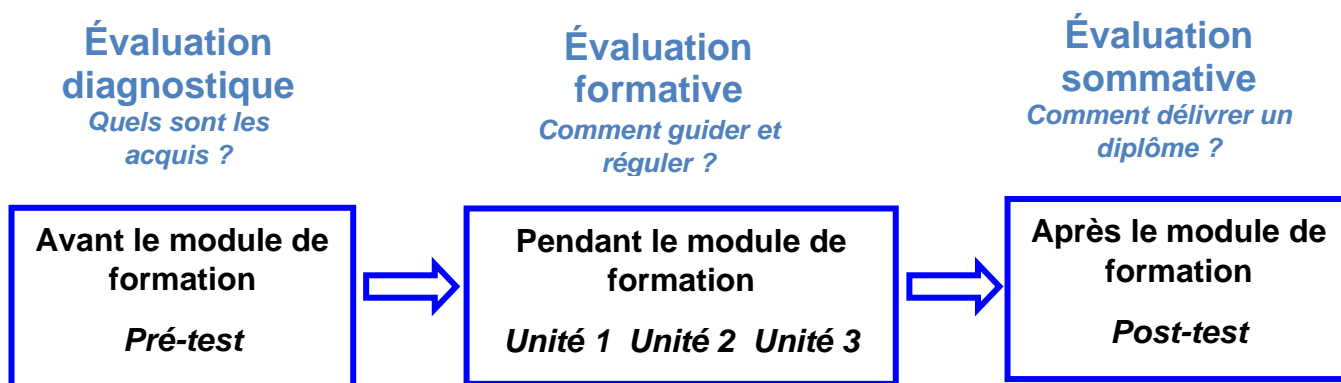 Évaluation
diagnostique
Quels sont les
acquis ?
Évaluation
formative
Comment guider et
réguler ?
Évaluation
sommative
Comment délivrer un
diplôme ?
Avant le module de
formation
Pré-test
Pendant le module de
formation
Unité 1 Unité 2 Unité 3
Après le module de
formation
Post-test